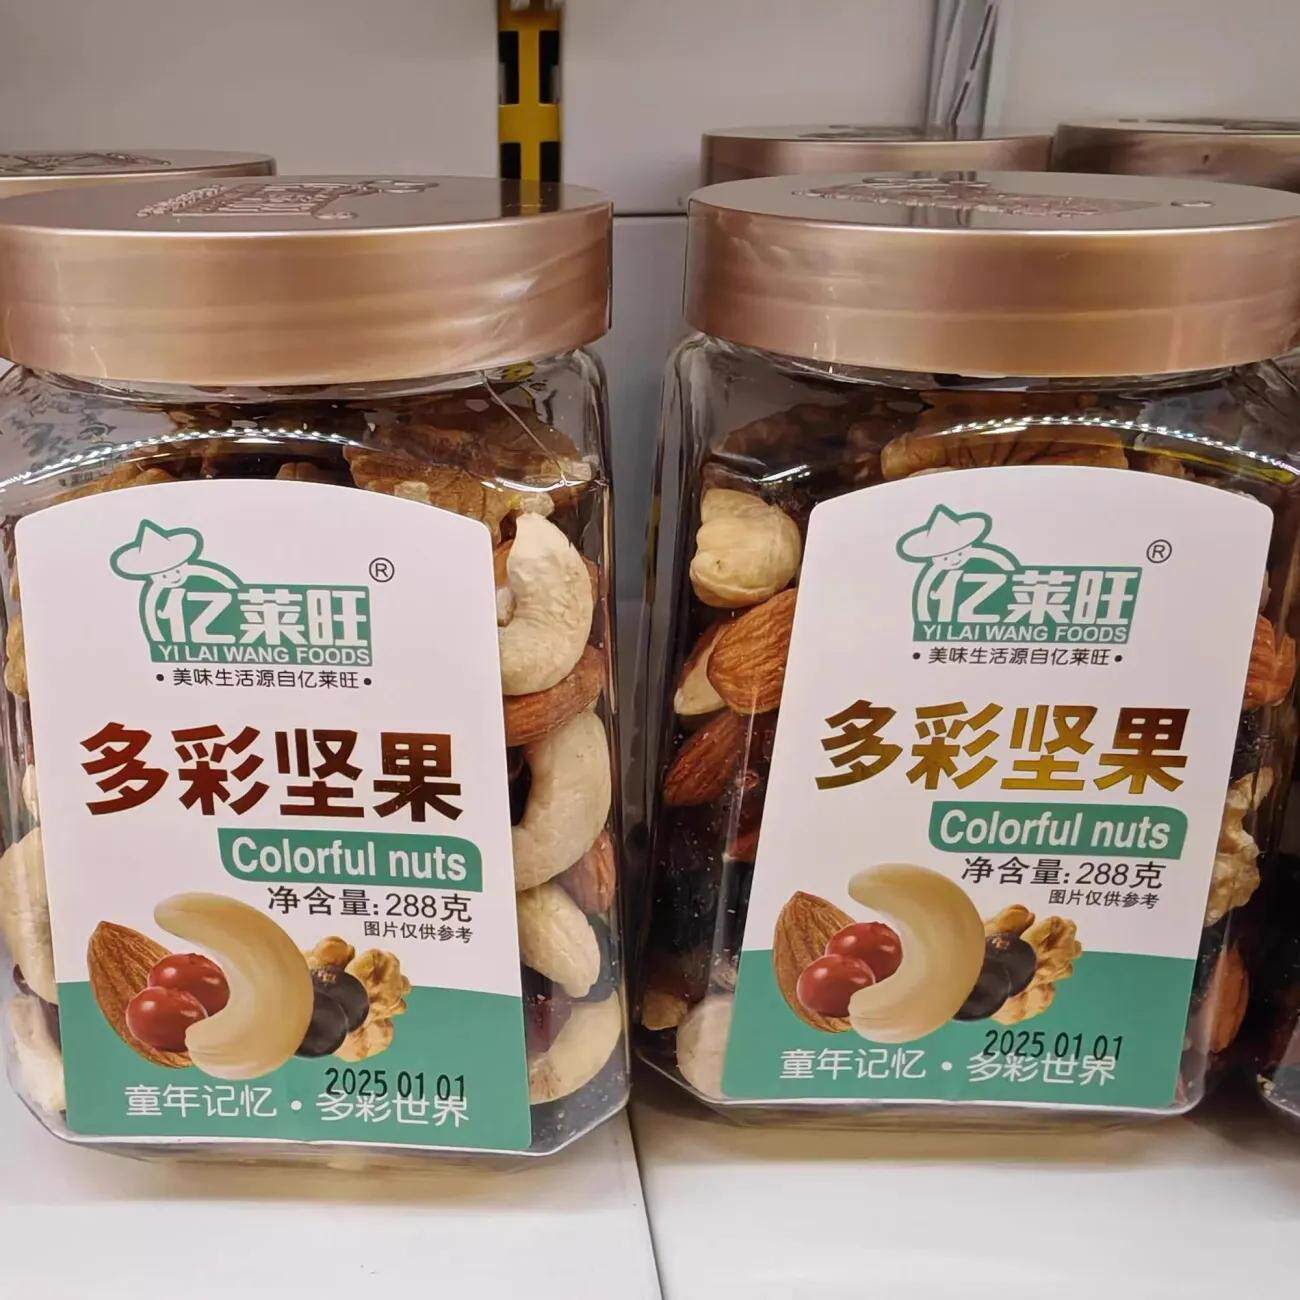 亿莱旺®
YI LAI WANG FOODS
•美味生活源自亿莱旺•
多彩坚果
Colorful nuts
净含量:288克
图片仅供参考
2025 01 01
童年记忆•多彩世界
亿莱旺®
YI LAI WANG FOODS
•美味生活源自亿莱旺•
多彩坚果
Colorful nuts
净含量:288克
图片仅供参考
2025 01 01
童年记忆•多彩世界